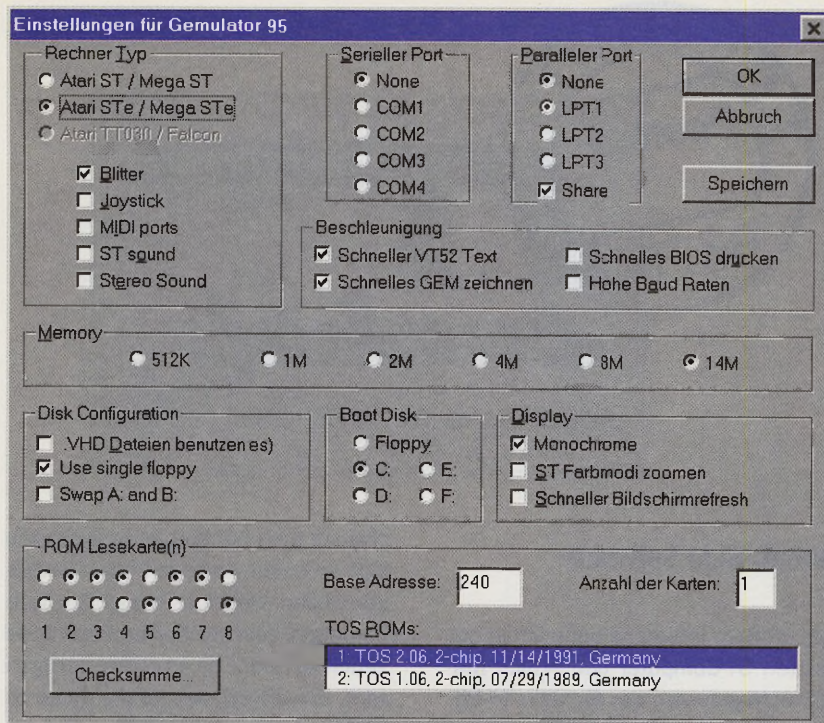 Einstellungen für Gemulator 95
Rechner Typ
Atari ST / Mega ST
Atari STe / Mega STe
Atari TT030 / Falcon
Blitter
Joystick
MIDI ports
ST sound
Stereo Sound
Serieller Port
None
COM1
COM2
COM3
COM4
Paralleler Port
None
LPT1
LPT2
LPT3
Share
OK
Abbruch
Speichern
Beschleunigung
Schneller VT52 Text
Schnelles BIOS drucken
Schnelles GEM zeichnen
Hohe Baud Raten
Memory
512K 1M 2M 4M 8M 14M
Disk Configuration
.VHD Dateien benutzen es)
Use single floppy
Swap A: and B:
Boot Disk
Floppy
C: E:
D: F:
Display
Monochrome
ST Farbmodi zoomen
Schneller Bildschirmrefresh
ROM Lesekarte(n)
1 2 3 4 5 6 7 8
Checksumme...
Base Adresse: 240
Anzahl der Karten: 1
TOS ROMs:
1: TOS 2.06, 2-chip, 11/14/1991, Germany
2: TOS 1.06, 2-chip, 07/29/1989, Germany